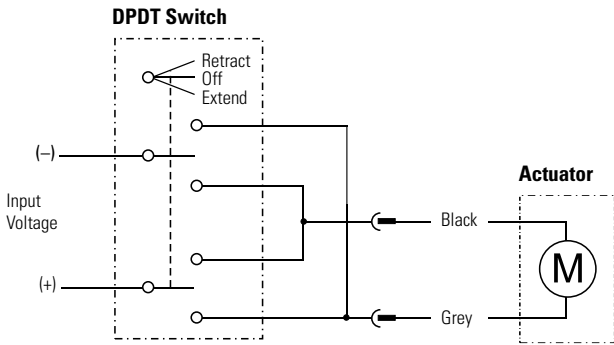 DPDT Switch
Retract
Off
Extend
(–)
Input
Voltage
(+)
Black
Grey
Actuator
M